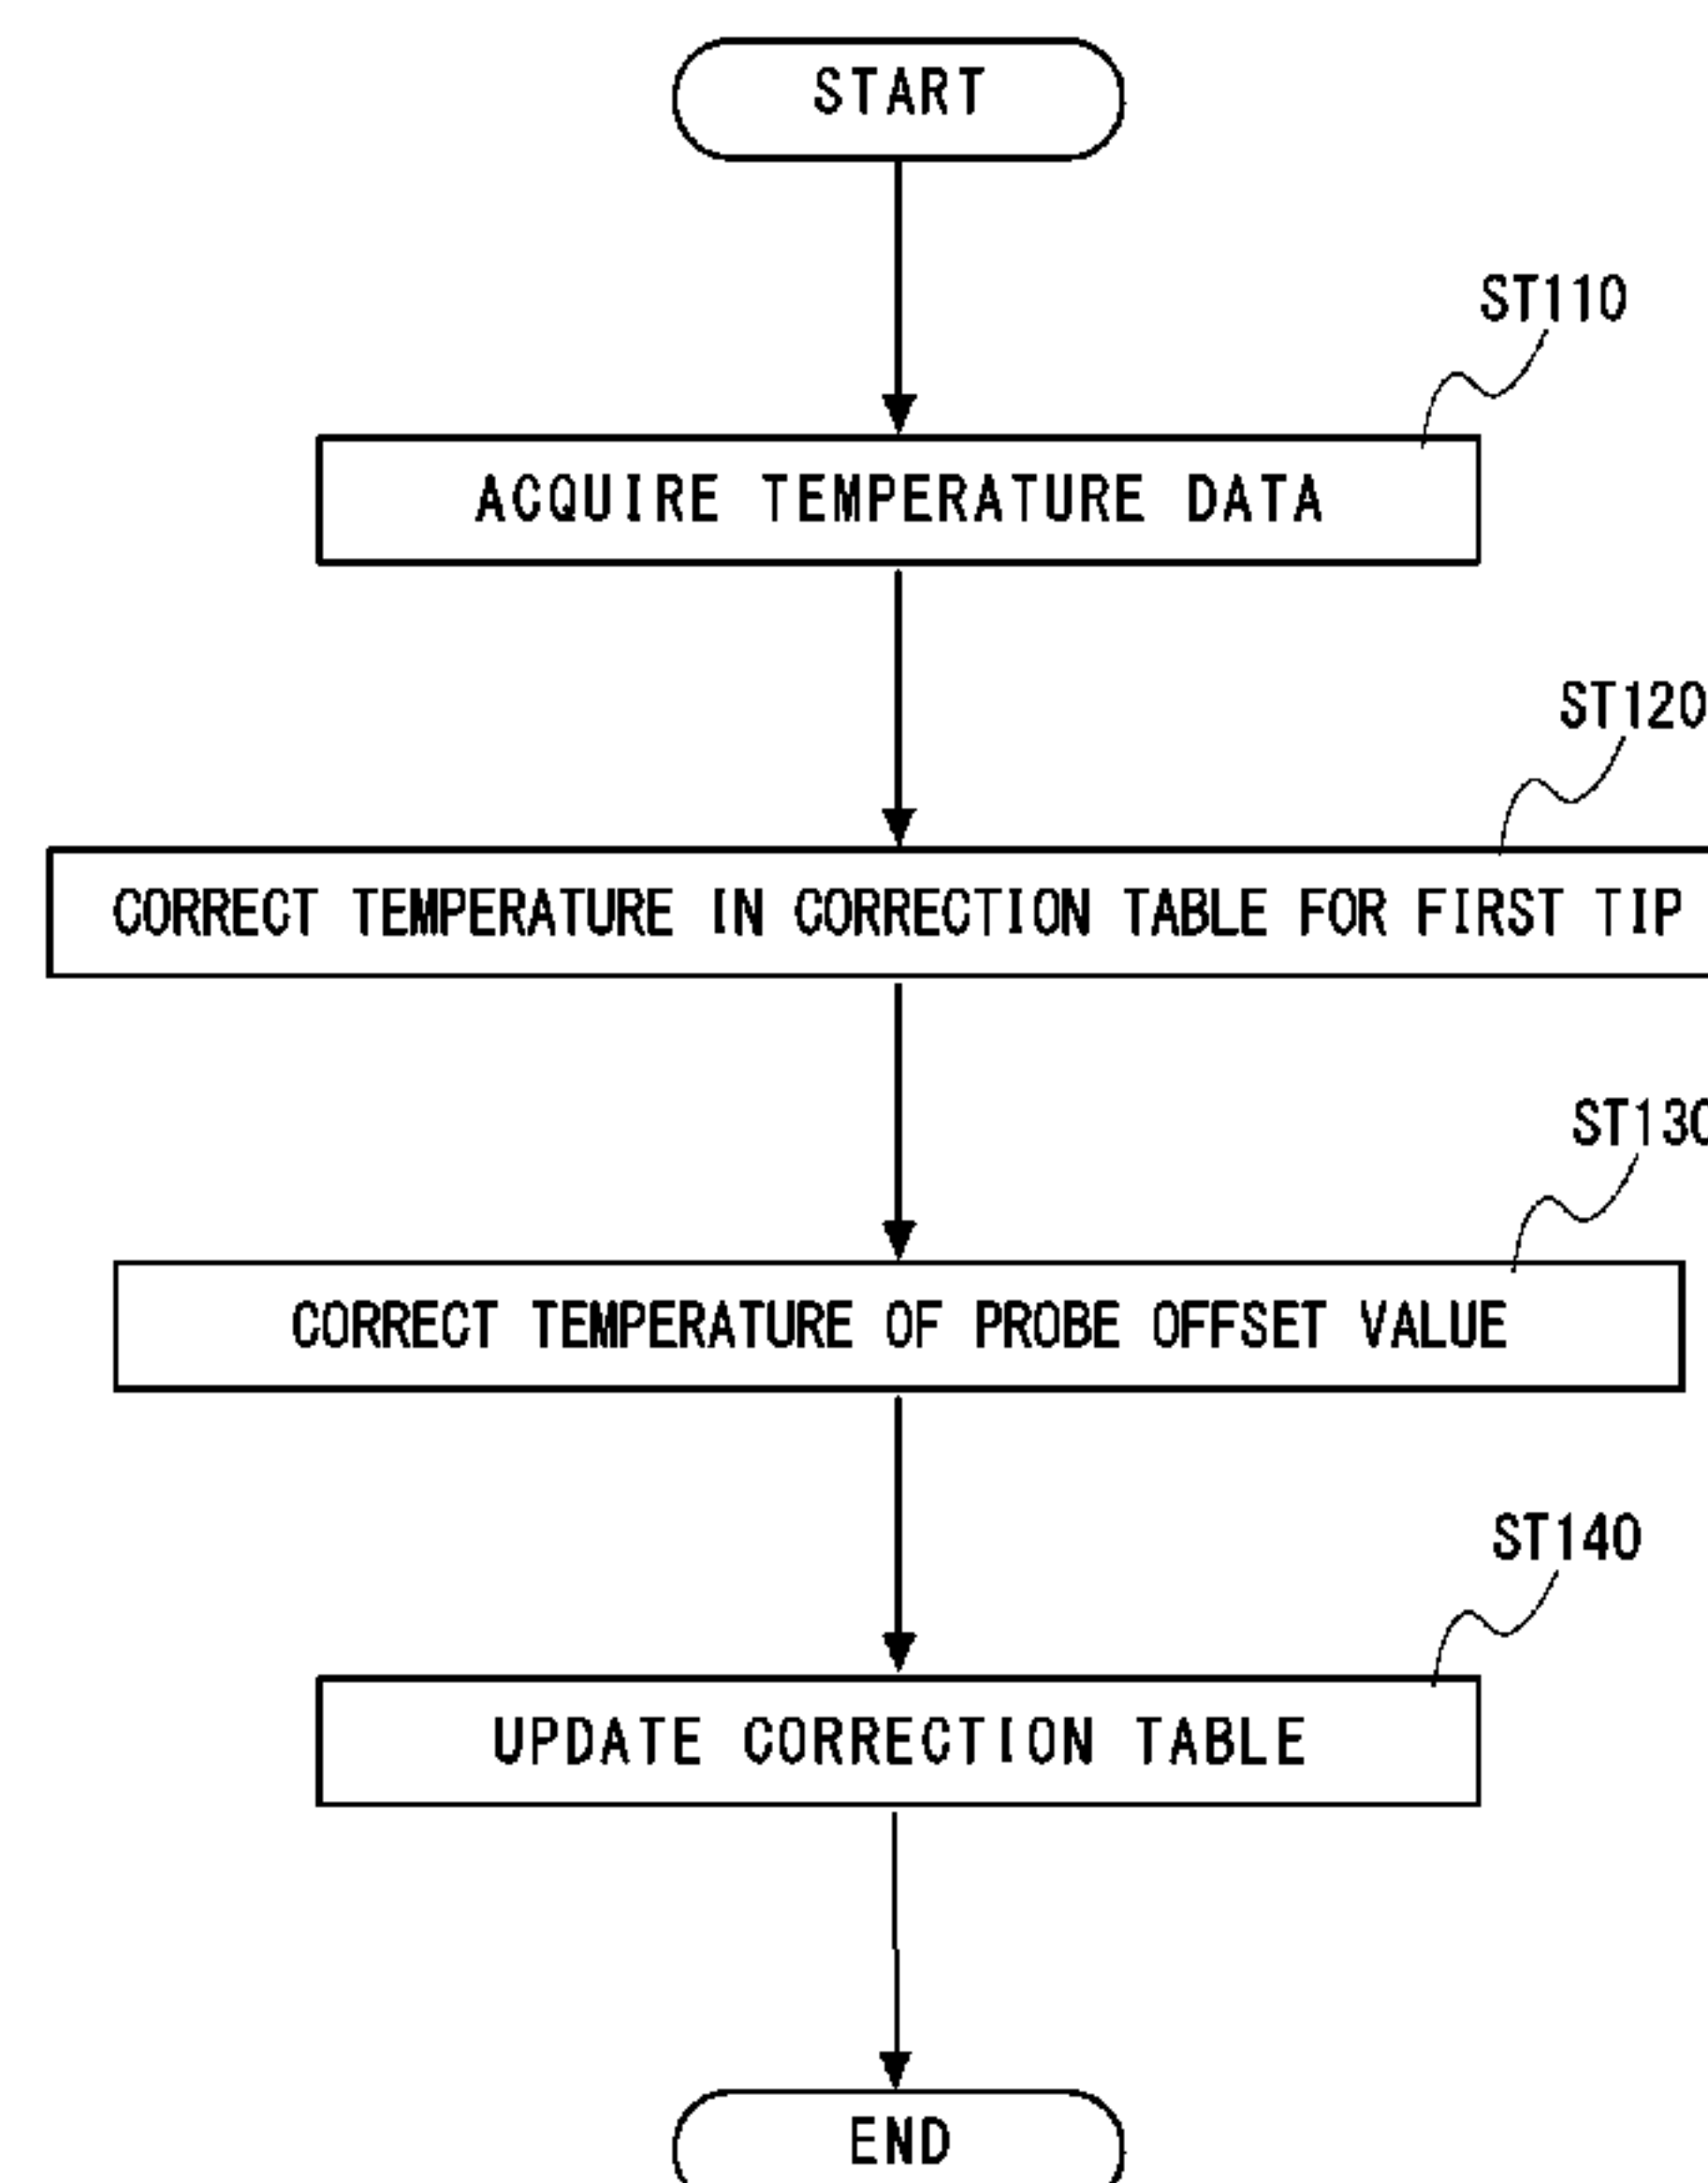 START
ST110
ACQUIRE TEMPERATURE DATA
ST120
CORRECT TEMPERATURE IN CORRECTION TABLE FOR FIRST TIP
ST130
CORRECT TEMPERATURE OF PROBE OFFSET VALUE
ST140
UPDATE CORRECTION TABLE
END